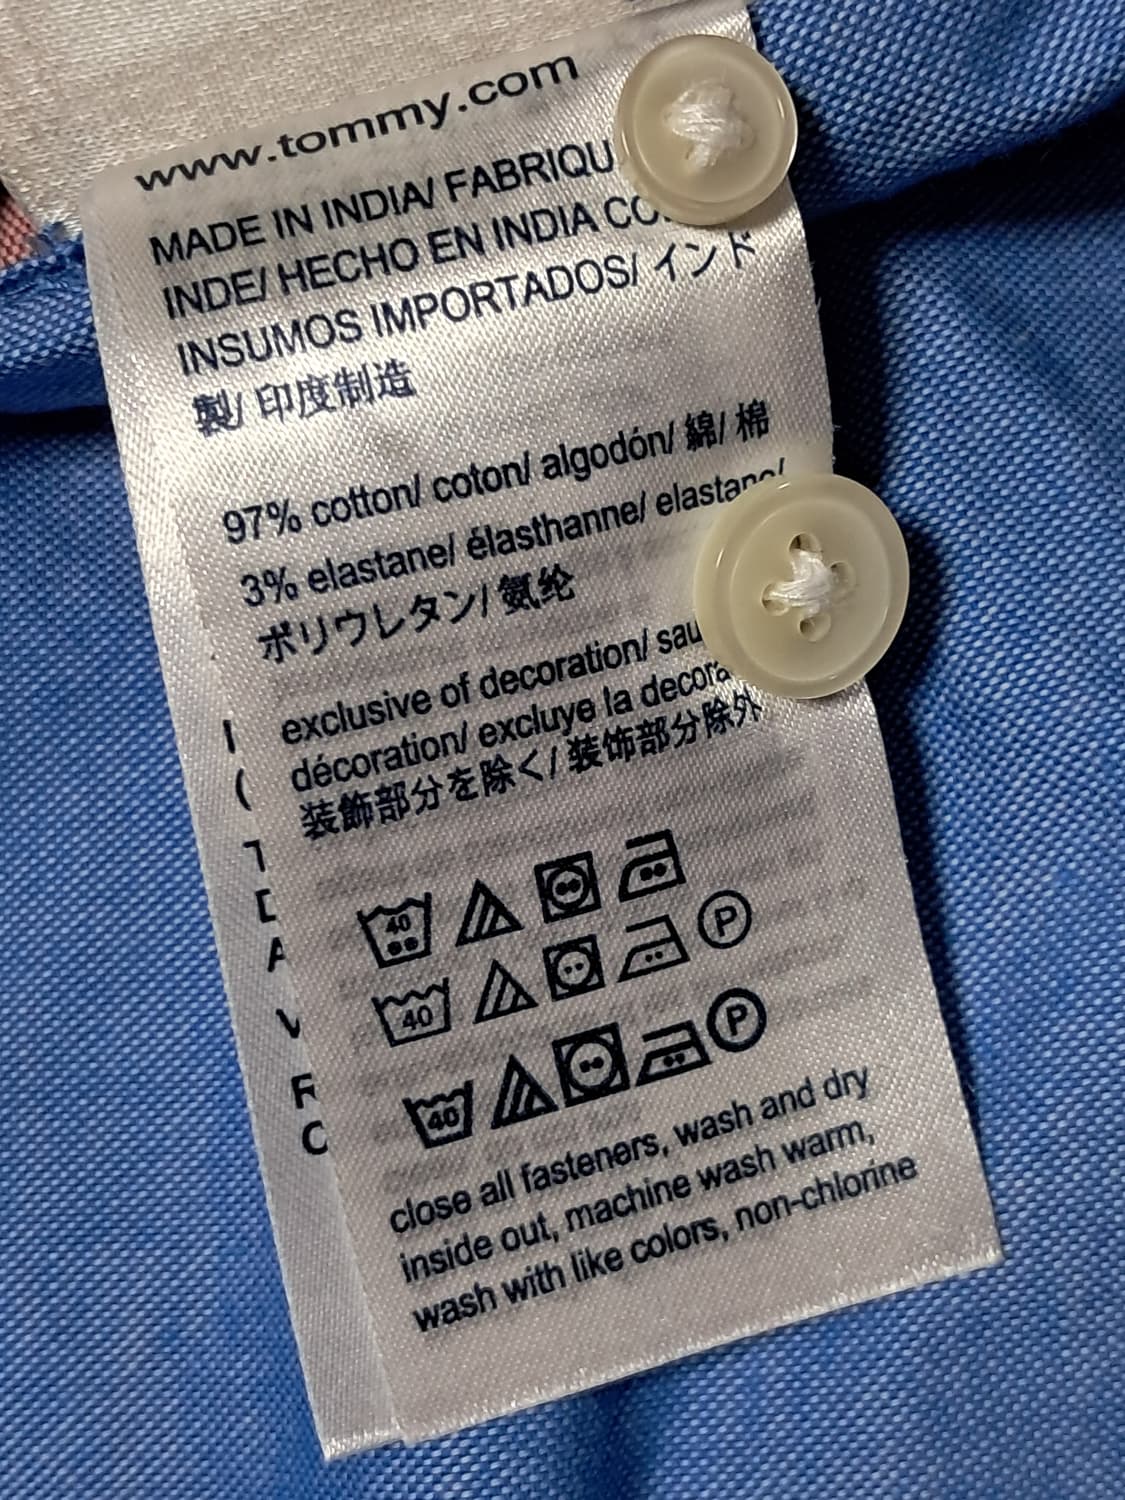 www.tommy.com
MADE IN INDIA/ FABRIQU
INDE/ HECHO EN INDIA CO
INSUMOS IMPORTADOS/ インド
製/ 印度制造
97% cotton/ coton/ algodón/ 綿/ 棉
3% elastane/ élasthanne/ elastano/
ポリウレタン/ 氨纶
exclusive of decoration/ sau
décoration/ excluye la decora
装飾部分を除く/ 装饰部分除外
40
40 P
40 P
close all fasteners, wash and dry
inside out, machine wash warm,
wash with like colors, non-chlorine